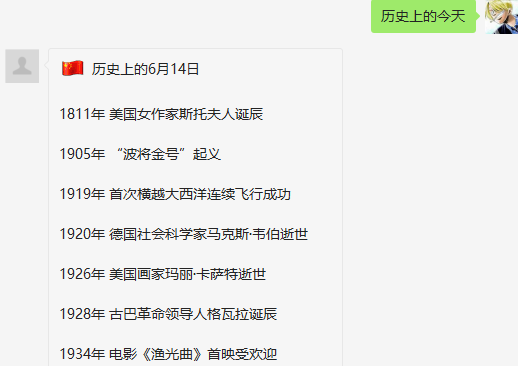 历史上的今天
🇨🇳 历史上的6月14日
1811年 美国女作家斯托夫人诞辰
1905年 “波将金号”起义
1919年 首次横越大西洋连续飞行成功
1920年 德国社会科学家马克斯·韦伯逝世
1926年 美国画家玛丽·卡萨特逝世
1928年 古巴革命领导人格瓦拉诞辰
1934年 电影《渔光曲》首映受欢迎